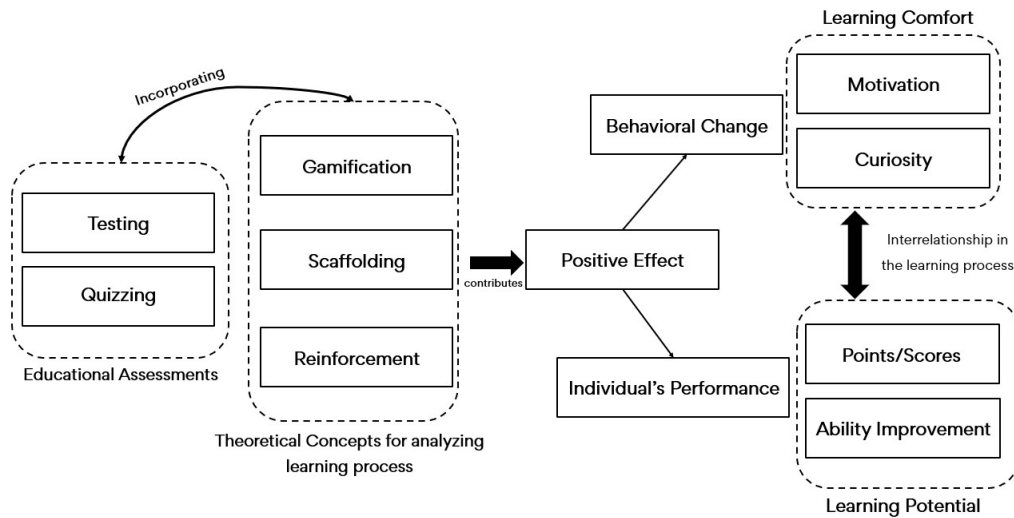 Incorporating
Testing
Quizzing
Educational Assessments
Gamification
Scaffolding
Reinforcement
Theoretical Concepts for analyzing
learning process
contributes
Positive Effect
Behavioral Change
Individual's Performance
Learning Comfort
Motivation
Curiosity
Interrelationship in
the learning process
Points/Scores
Ability Improvement
Learning Potential